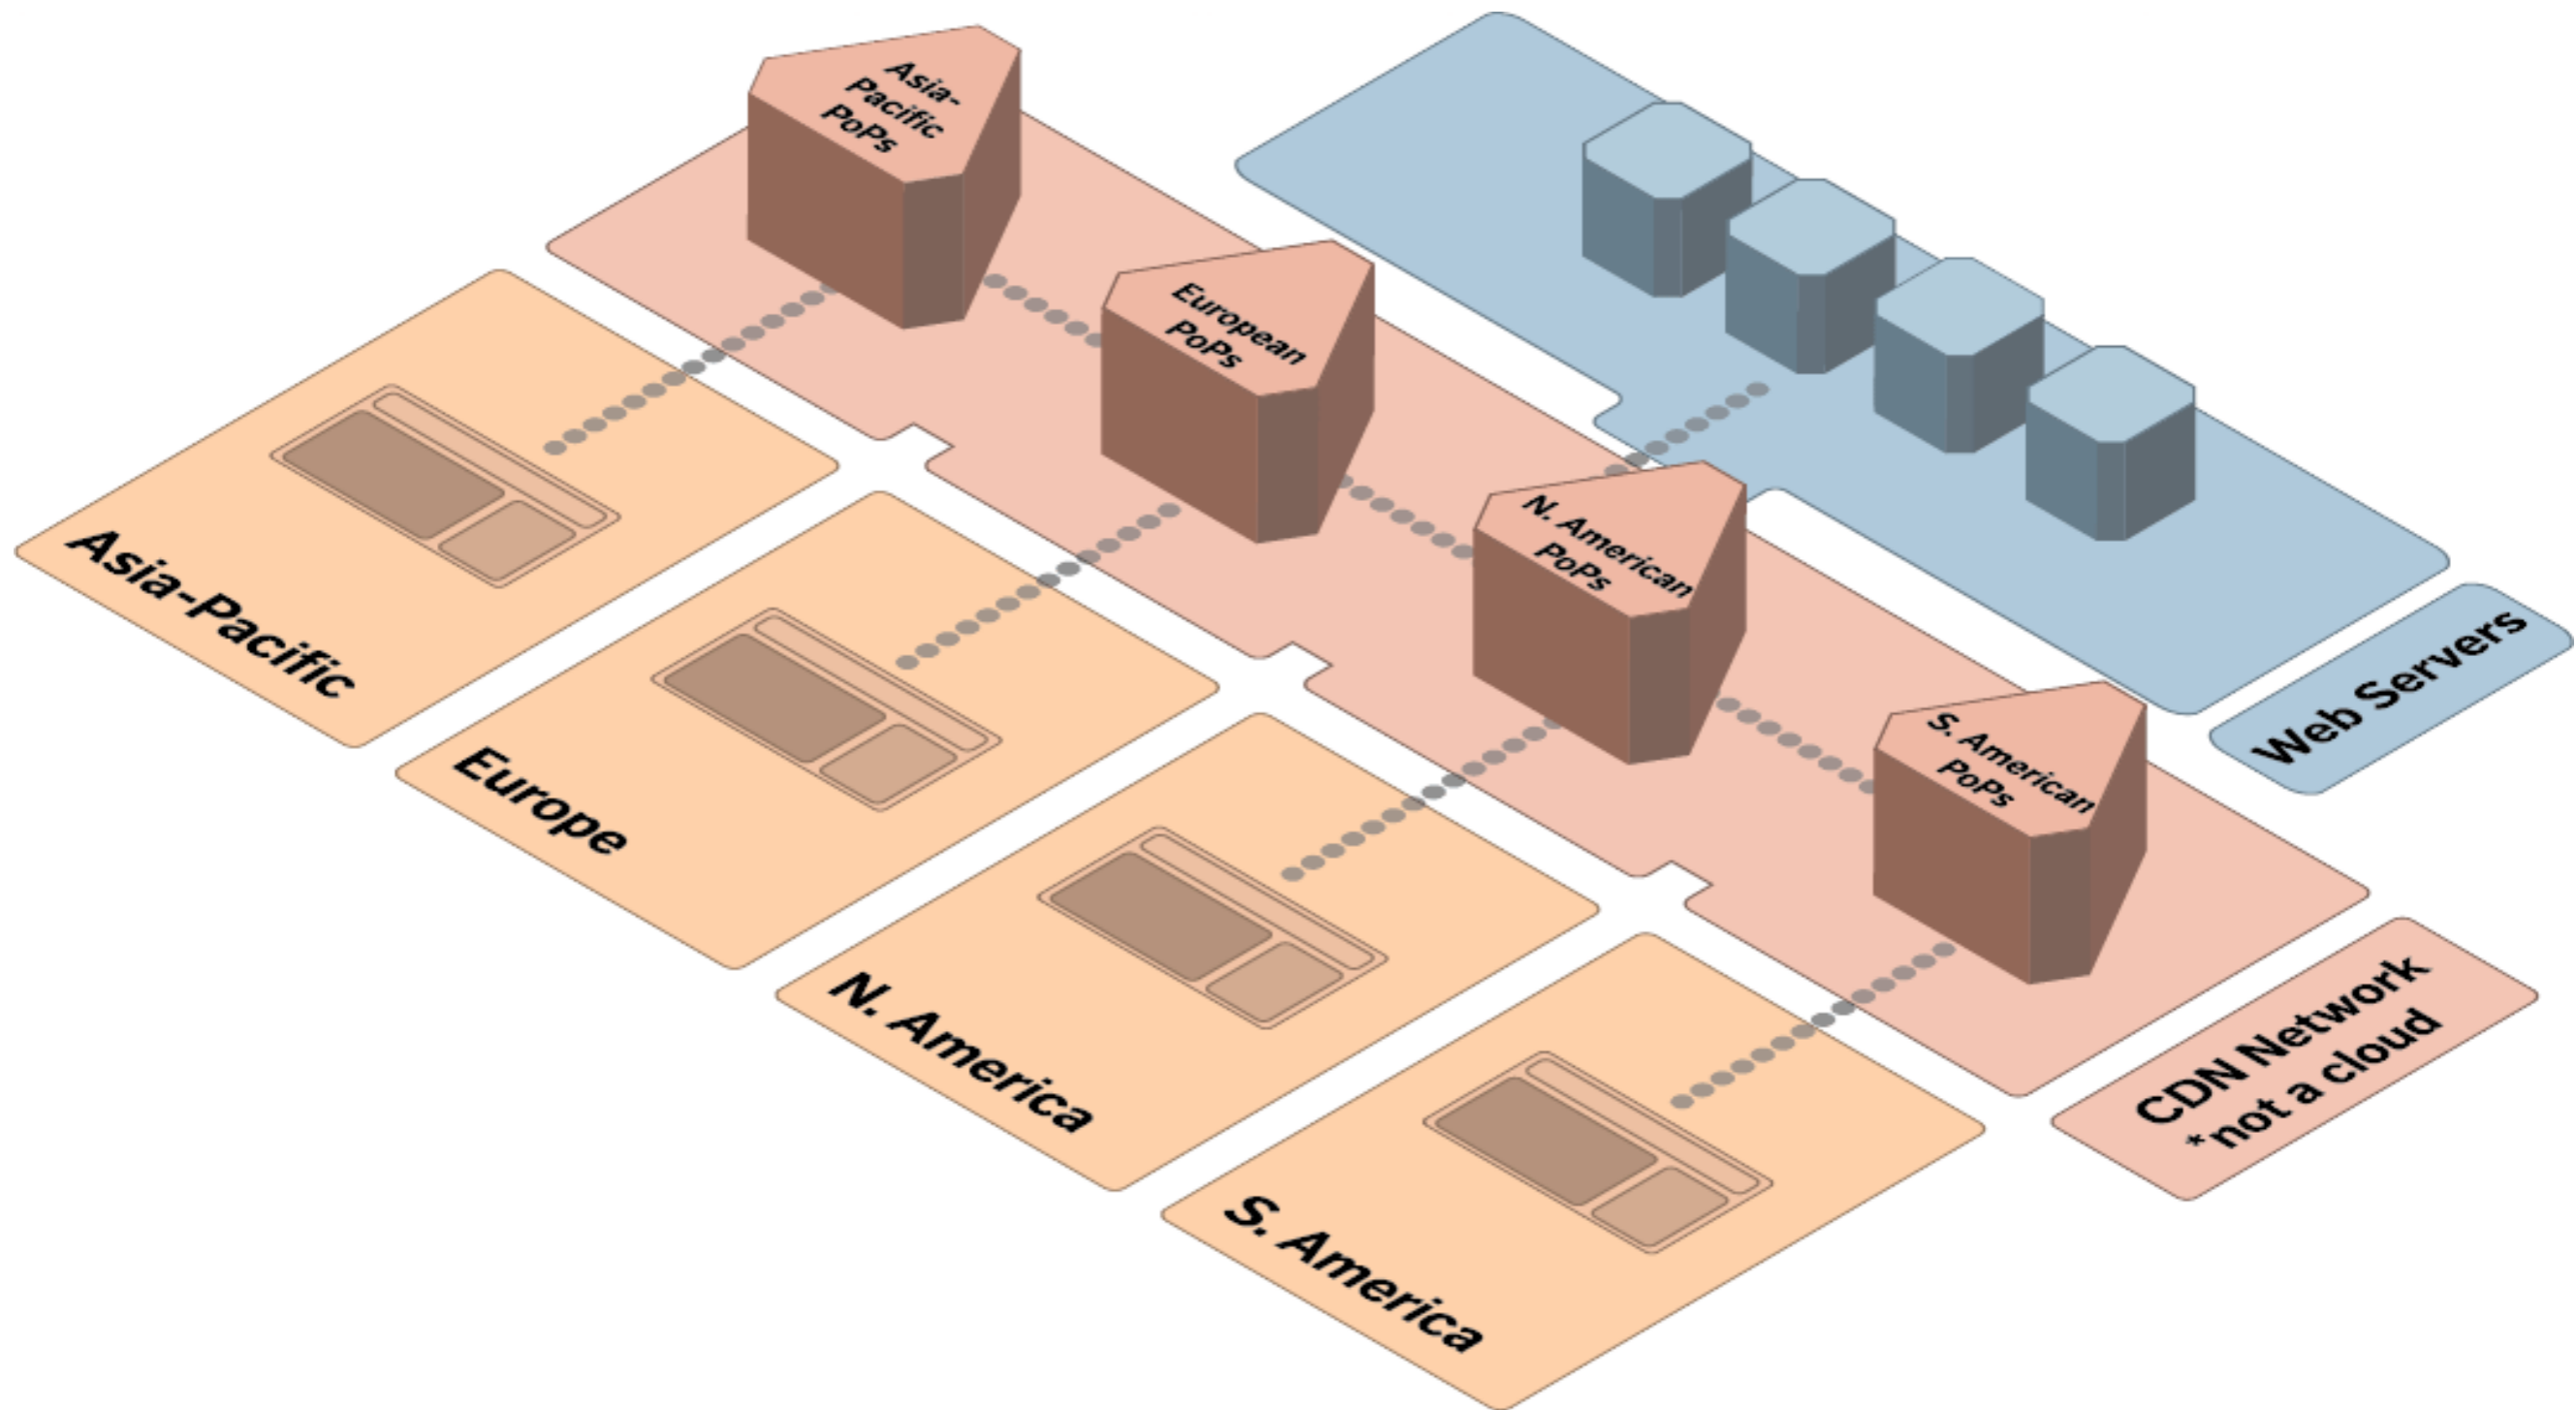 Asia-
Pacific
PoPs
European
PoPs
N. American
PoPs
S. American
PoPs
Web Servers
CDN Network
*not a cloud
Asia-Pacific
Europe
N. America
S. America